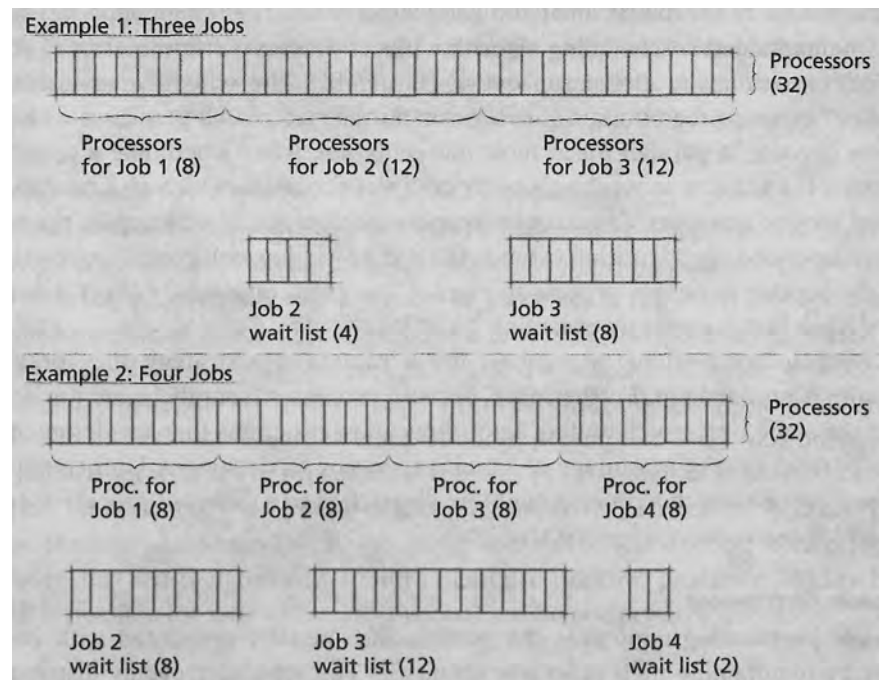 Example 1: Three Jobs
Processors
(32)
Processors
for Job 1 (8)
Processors
for Job 2 (12)
Processors
for Job 3 (12)
Job 2
wait list (4)
Job 3
wait list (8)
Example 2: Four Jobs
Processors
(32)
Proc. for
Job 1 (8)
Proc. for
Job 2 (8)
Proc. for
Job 3 (8)
Proc. for
Job 4 (8)
Job 2
wait list (8)
Job 3
wait list (12)
Job 4
wait list (2)